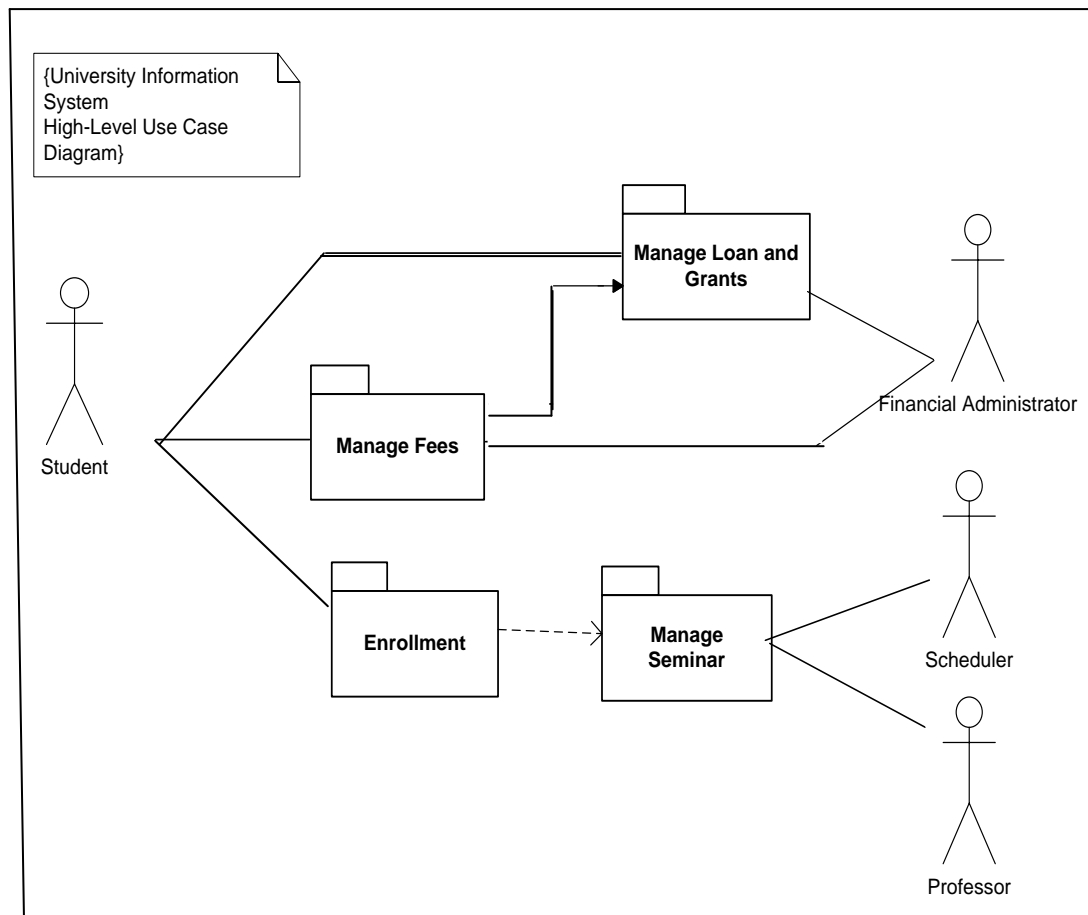 {University Information
System
High-Level Use Case
Diagram}
Manage Loan and
Grants
Financial Administrator
Manage Fees
Student
Enrollment
Manage
Seminar
Scheduler
Professor